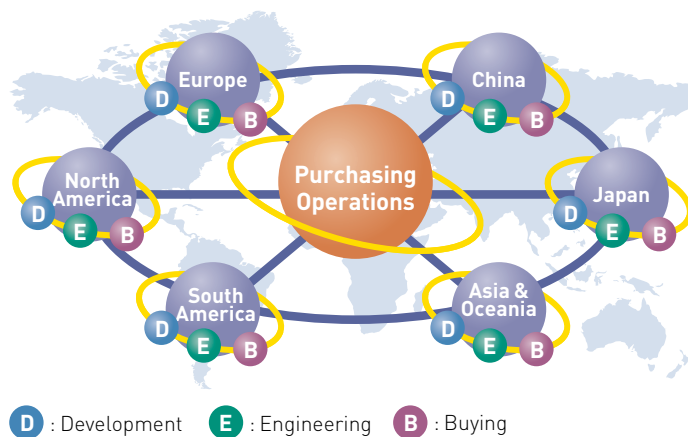 Europe
D
E
B
China
D
E
B
Purchasing
Operations
North
America
D
E
B
Japan
D
E
B
South
America
D
E
B
Asia &
Oceania
D
E
B
D : Development E : Engineering B : Buying